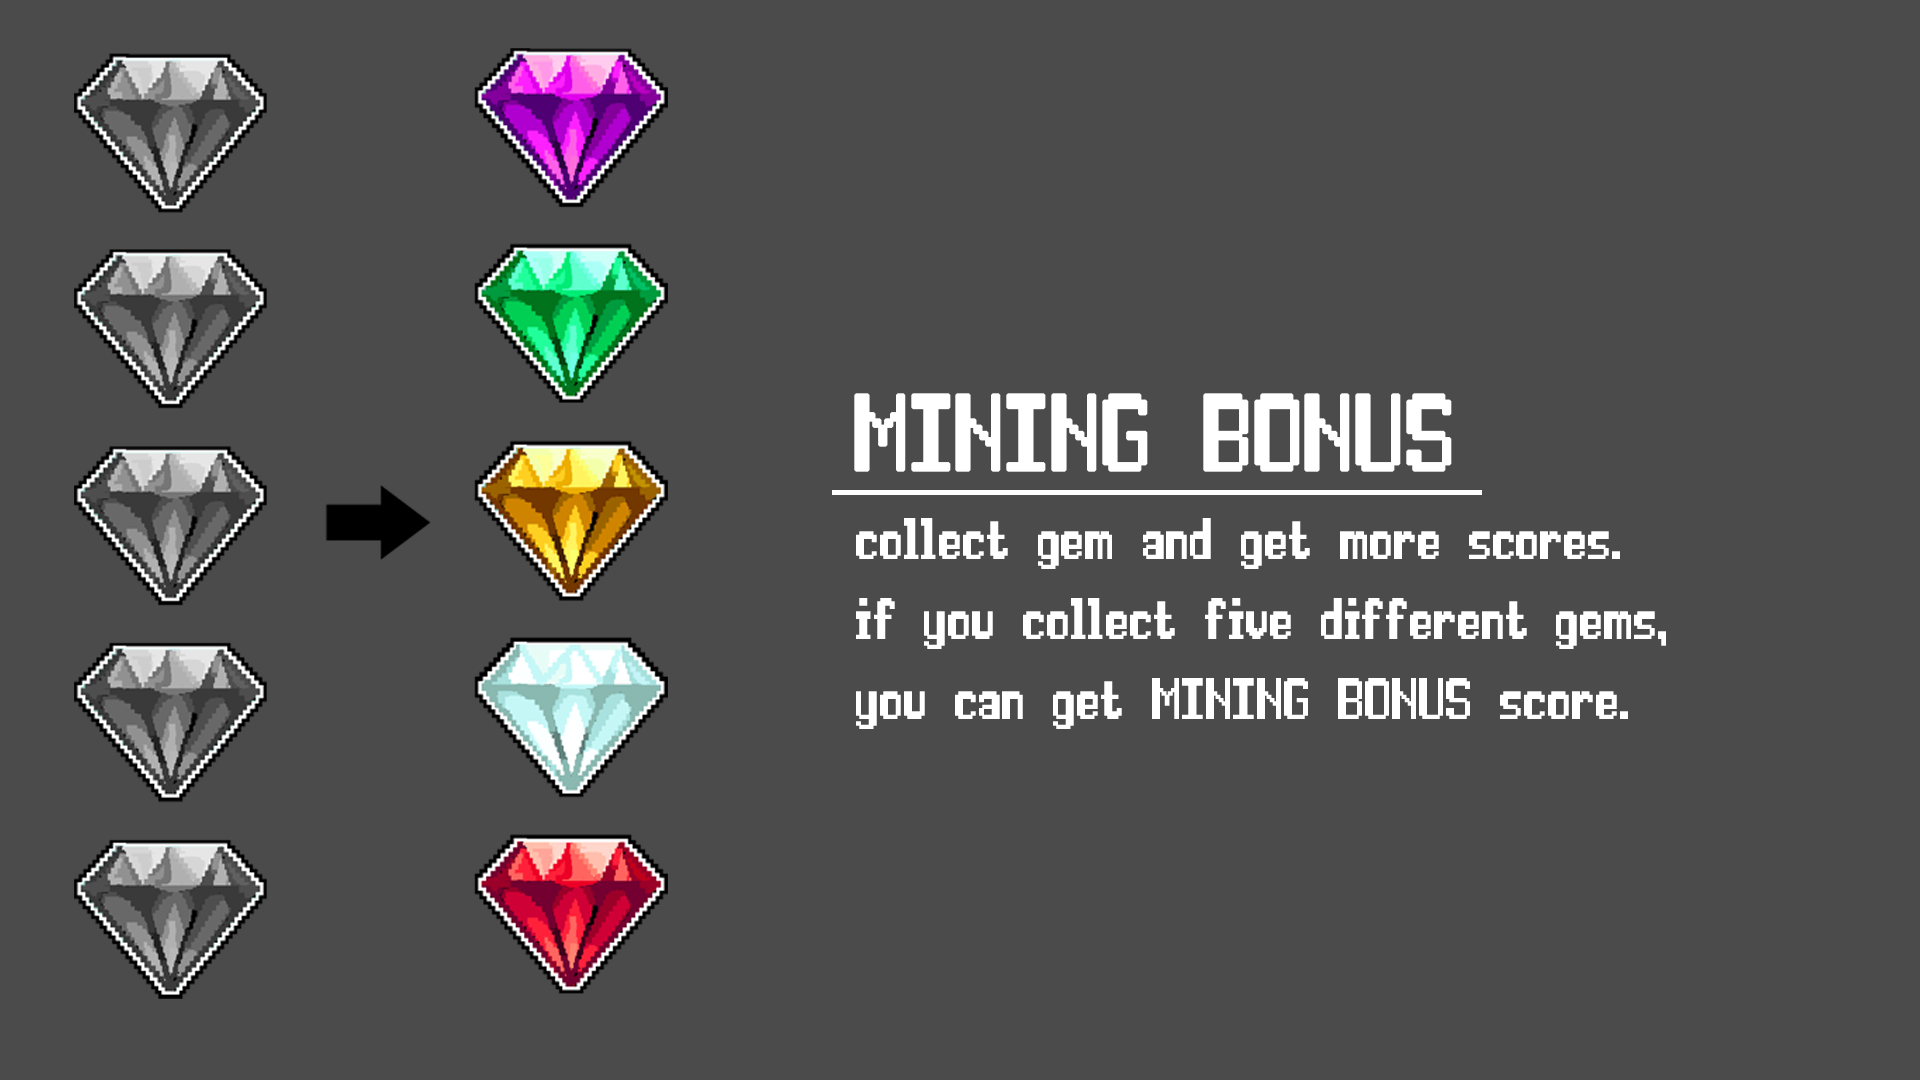 MINING BONUS
collect gem and get more scores.
if you collect five different gems,
you can get MINING BONUS score.